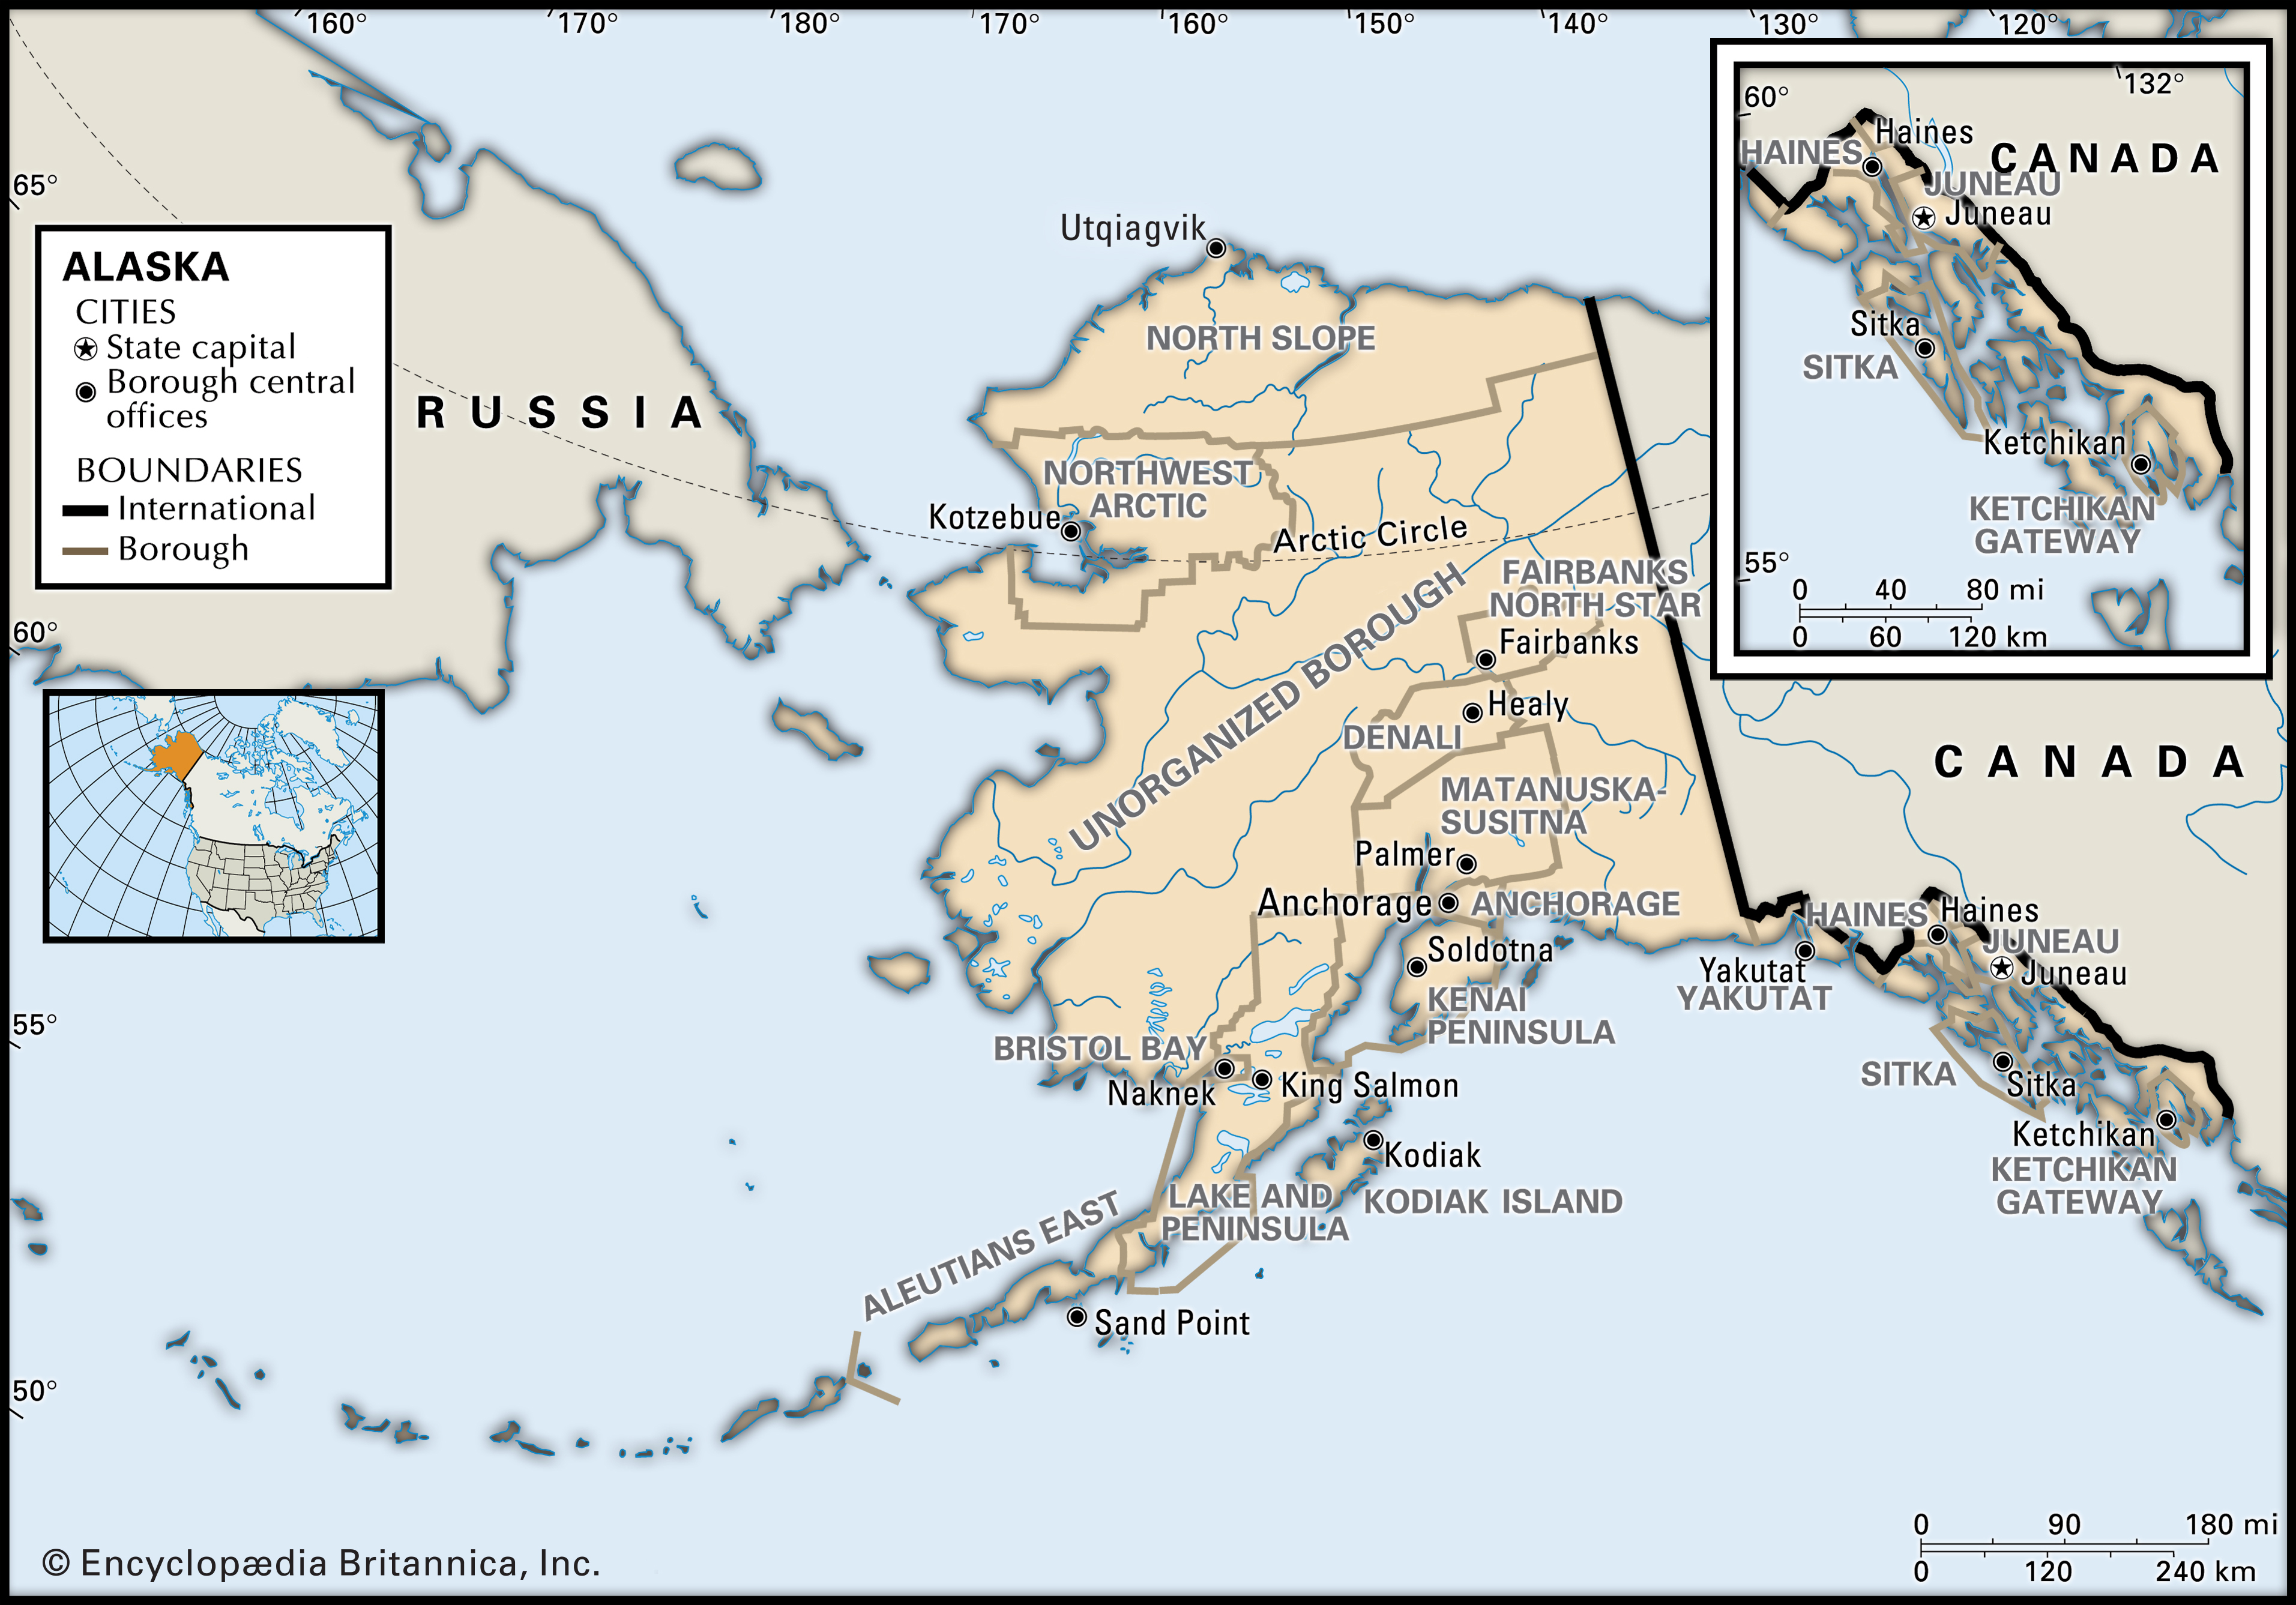 160°
170°
180°
170°
160°
150°
140°
130°
120°
65°
60°
55°
50°
ALASKA
CITIES
State capital
Borough central
offices
BOUNDARIES
International
Borough
RUSSIA
Utqiagvik
NORTH SLOPE
NORTHWEST
ARCTIC
Kotzebue
Arctic Circle
UNORGANIZED BOROUGH
FAIRBANKS
NORTH STAR
Fairbanks
Healy
DENALI
MATANUSKA-
SUSITNA
Palmer
Anchorage
ANCHORAGE
Soldotna
KENAI
PENINSULA
BRISTOL BAY
Naknek
King Salmon
Kodiak
KODIAK ISLAND
LAKE AND
PENINSULA
ALEUTIANS EAST
Sand Point
CANADA
Yakutat
YAKUTAT
HAINES
Haines
JUNEAU
Juneau
SITKA
Sitka
Ketchikan
KETCHIKAN
GATEWAY
132°
60°
55°
CANADA
HAINES
Haines
JUNEAU
Juneau
Sitka
SITKA
Ketchikan
KETCHIKAN
GATEWAY
0 40 80 mi
0 60 120 km
0 90 180 mi
0 120 240 km
© Encyclopædia Britannica, Inc.